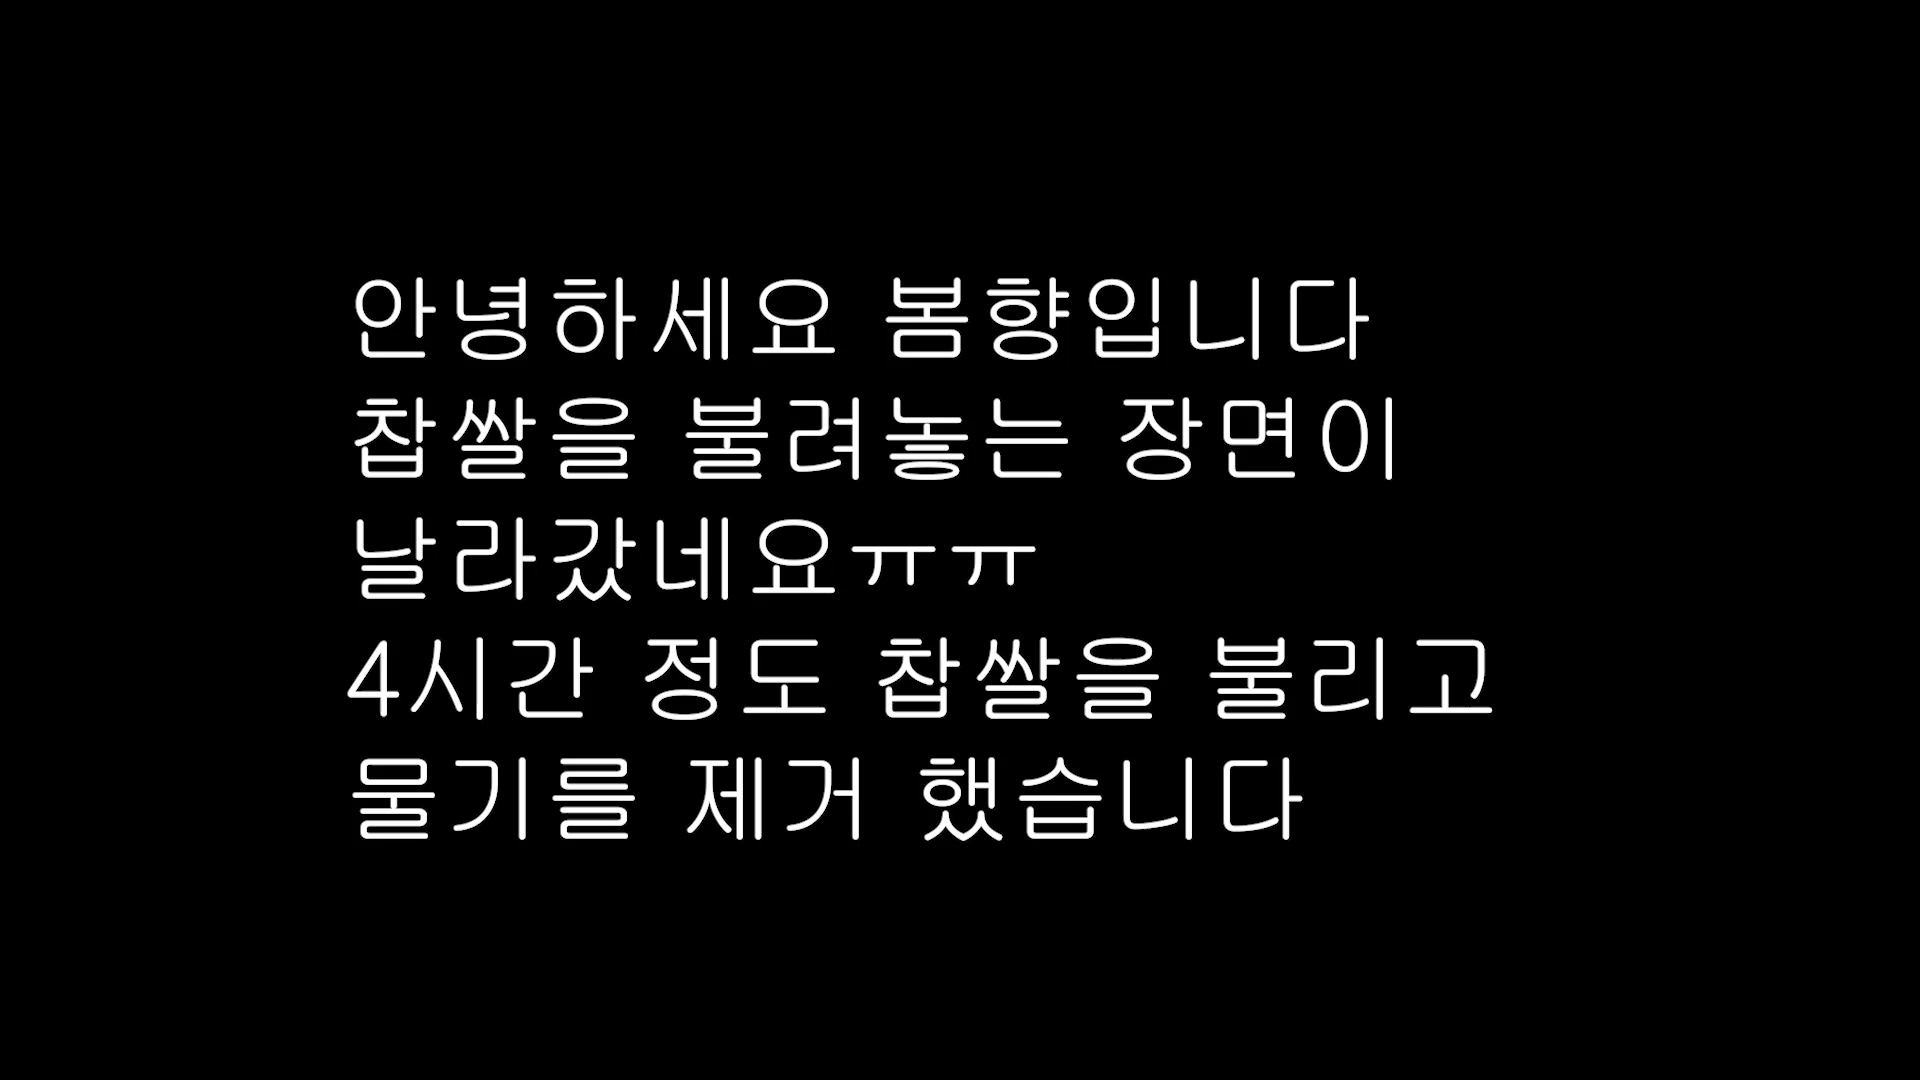 안녕하세요 봄향입니다
찹쌀을 불려놓는 장면이
날라갔네요ㅠㅠ
4시간 정도 찹쌀을 불리고
물기를 제거 했습니다